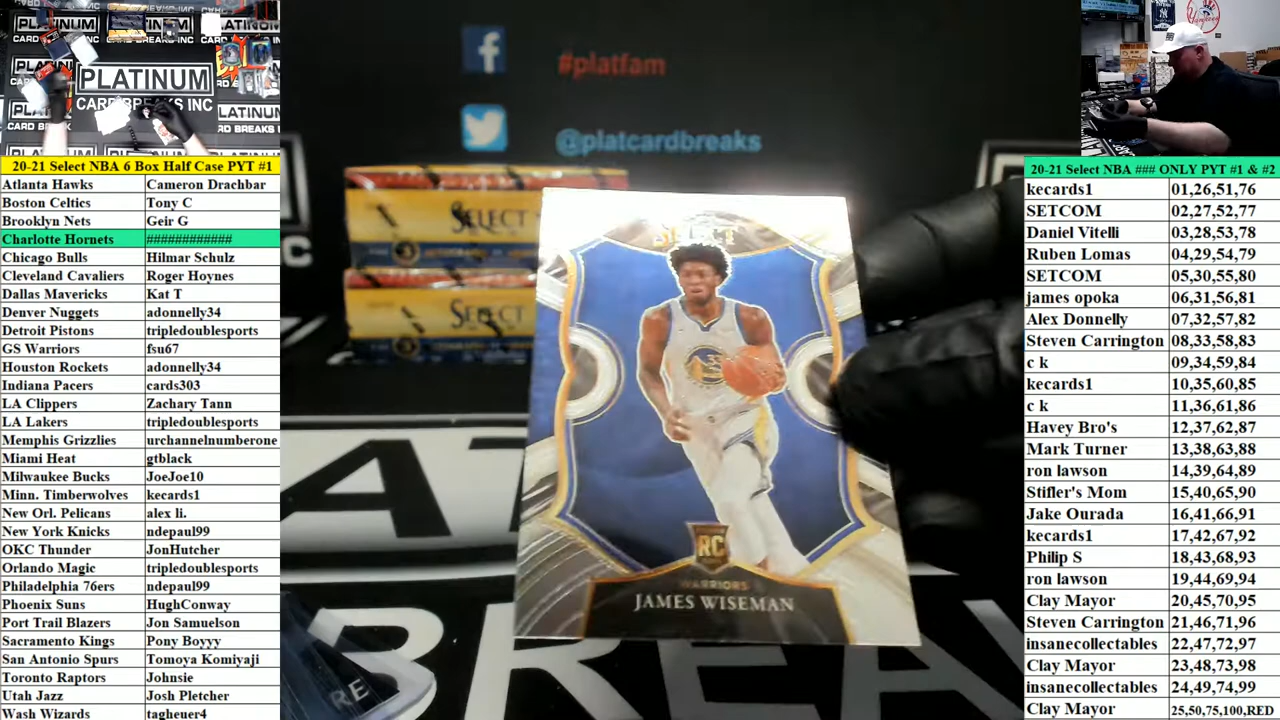 PLATINUM
CARD BREAKS INC
20-21 Select NBA 6 Box Half Case PYT #1
Atlanta Hawks Cameron Drachbar
Boston Celtics Tony C
Brooklyn Nets Geir G
Charlotte Hornets ############
Chicago Bulls Hilmar Schulz
Cleveland Cavaliers Roger Hoynes
Dallas Mavericks Kat T
Denver Nuggets adonnelly34
Detroit Pistons tripledoublesports
GS Warriors fsu67
Houston Rockets adonnelly34
Indiana Pacers cards303
LA Clippers Zachary Tann
LA Lakers tripledoublesports
Memphis Grizzlies urchannelnumberone
Miami Heat gtblack
Milwaukee Bucks JoeJoe10
Minn. Timberwolves kecards1
New Orl. Pelicans alex li.
New York Knicks ndepaul99
OKC Thunder JonHutcher
Orlando Magic tripledoublesports
Philadelphia 76ers ndepaul99
Phoenix Suns HughConway
Port Trail Blazers Jon Samuelson
Sacramento Kings Pony Boyyy
San Antonio Spurs Tomoya Komiyaji
Toronto Raptors Johnsie
Utah Jazz Josh Pletcher
Wash Wizards tagheuer4
#platfam
@platcardbreaks
SELECT
SELECT
SELECT
33
RC
WARRIORS
JAMES WISEMAN
20-21 Select NBA ### ONLY PYT #1 & #2
kecards1 01,26,51,76
SETCOM 02,27,52,77
Daniel Vitelli 03,28,53,78
Ruben Lomas 04,29,54,79
SETCOM 05,30,55,80
james opoka 06,31,56,81
Alex Donnelly 07,32,57,82
Steven Carrington 08,33,58,83
c k 09,34,59,84
kecards1 10,35,60,85
c k 11,36,61,86
Havey Bro's 12,37,62,87
Mark Turner 13,38,63,88
ron lawson 14,39,64,89
Stifler's Mom 15,40,65,90
Jake Ourada 16,41,66,91
kecards1 17,42,67,92
Philip S 18,43,68,93
ron lawson 19,44,69,94
Clay Mayor 20,45,70,95
Steven Carrington 21,46,71,96
insanecollectables 22,47,72,97
Clay Mayor 23,48,73,98
insanecollectables 24,49,74,99
Clay Mayor 25,50,75,100,RED